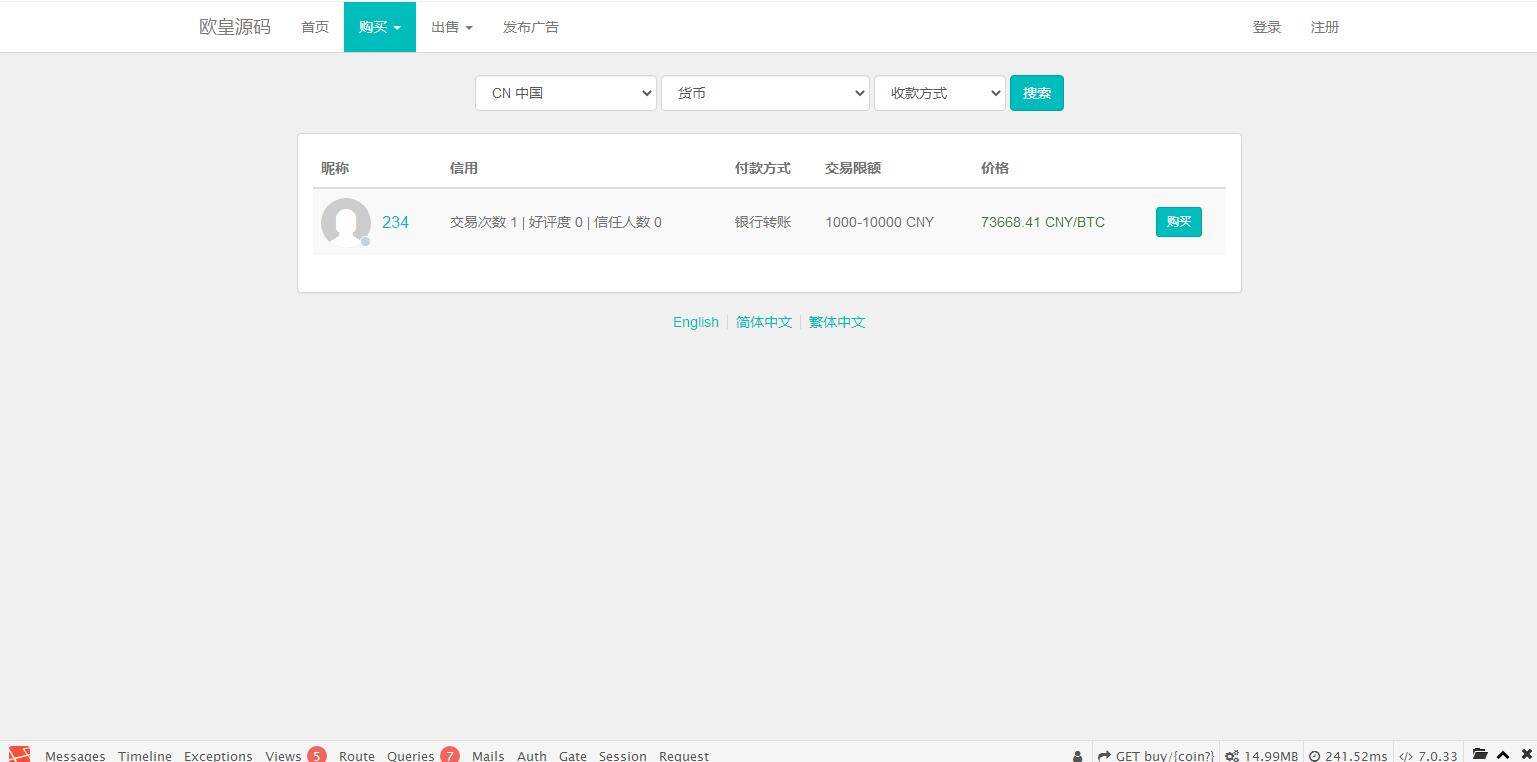 欧皇源码 首页 购买 出售 发布广告 登录 注册
CN 中国 货币 收款方式 搜索
昵称 信用 付款方式 交易限额 价格
234 交易次数 1 | 好评度 0 | 信任人数 0 银行转账 1000-10000 CNY 73668.41 CNY/BTC 购买
English 简体中文 繁体中文
Messages Timeline Exceptions Views 5 Route Queries 7 Mails Auth Gate Session Request GET buy/{coin?} 14.99MB 241.52ms 7.0.33